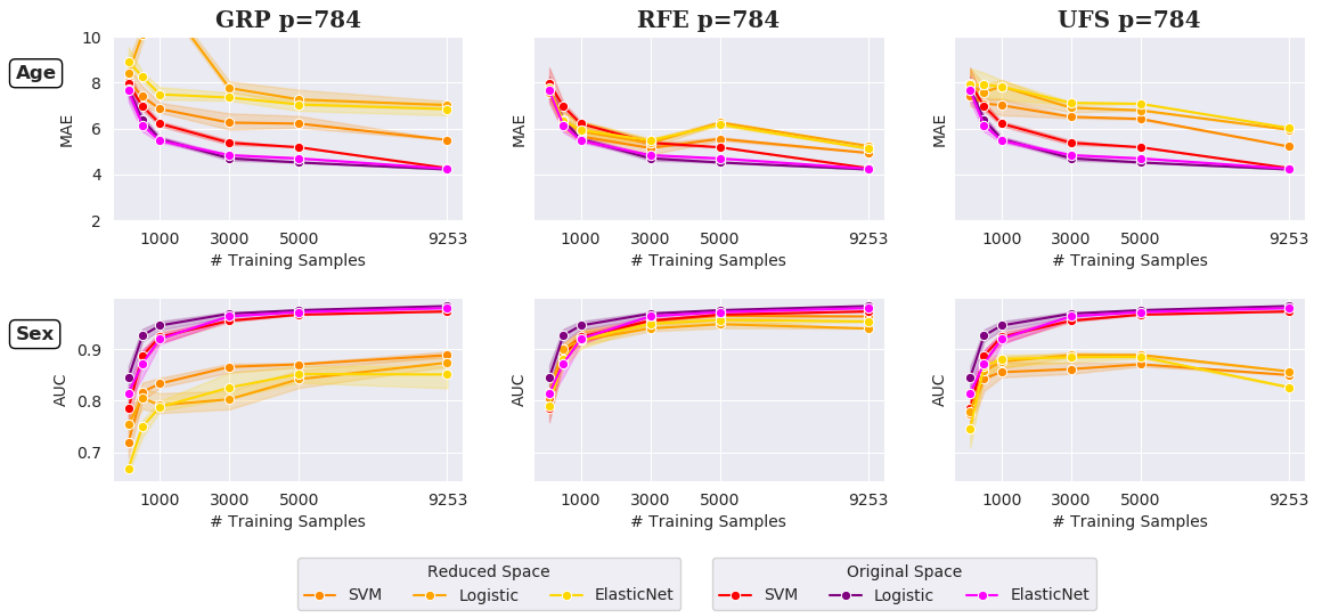 GRP p=784
RFE p=784
UFS p=784
Age
MAE
10
8
6
4
2
1000 3000 5000 9253
# Training Samples
MAE
1000 3000 5000 9253
# Training Samples
MAE
1000 3000 5000 9253
# Training Samples
Sex
AUC
0.9
0.8
0.7
1000 3000 5000 9253
# Training Samples
AUC
1000 3000 5000 9253
# Training Samples
AUC
1000 3000 5000 9253
# Training Samples
Reduced Space
SVM Logistic ElasticNet
Original Space
SVM Logistic ElasticNet